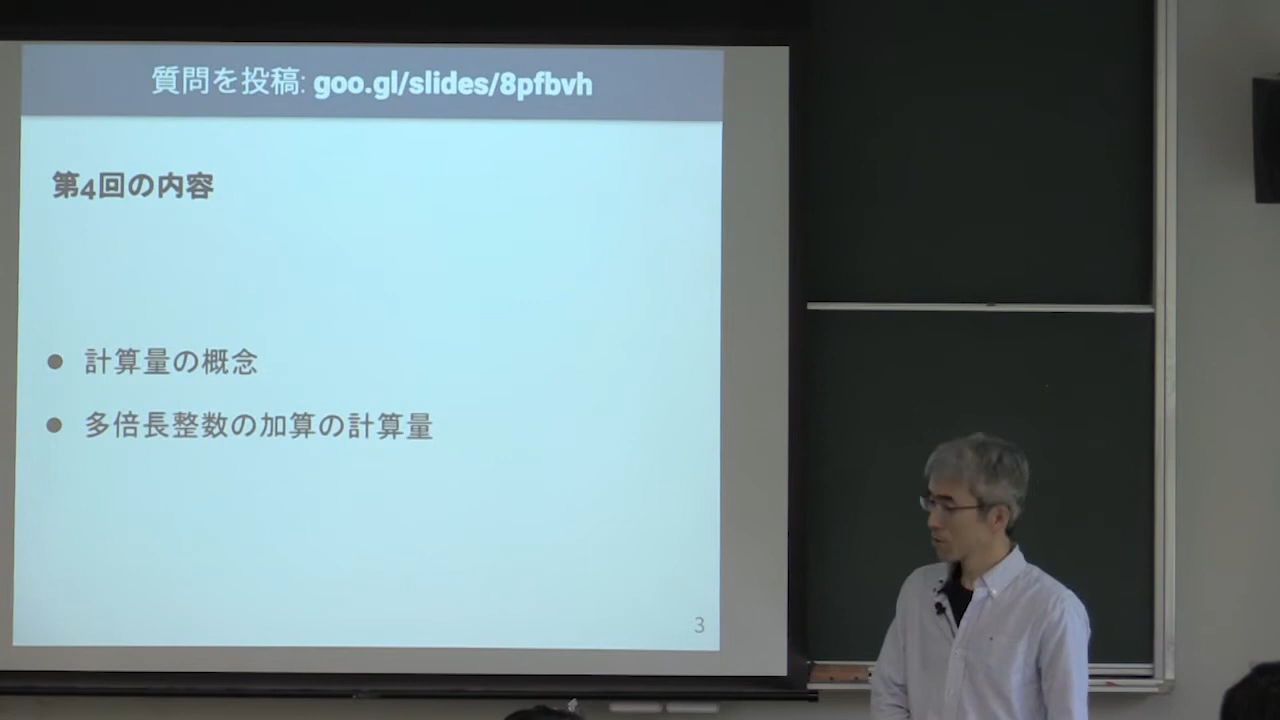 質問を投稿: goo.gl/slides/8pfbvh
第4回の内容
● 計算量の概念
● 多倍長整数の加算の計算量
3